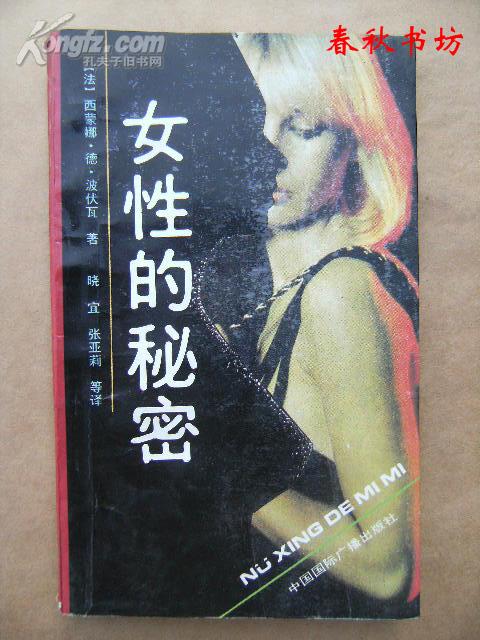 春秋书坊
Kongfz.com
孔夫子旧书网
【法】西蒙娜·德·波伏瓦 著 晓宜 张亚莉 等译
女性的秘密
NÜ XING DE MI MI
中国国际广播出版社